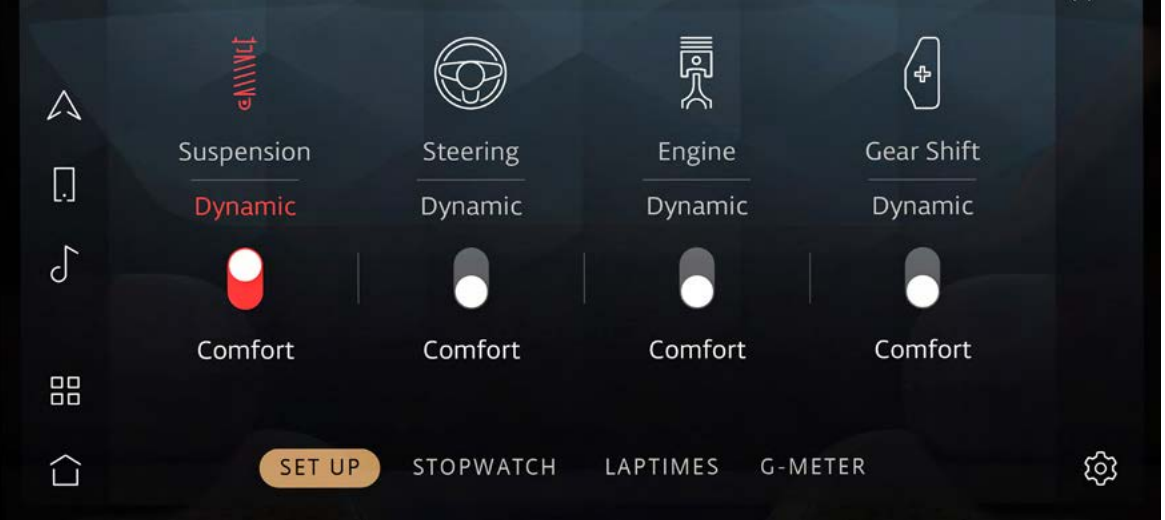 Suspension Steering Engine Gear Shift
Dynamic Dynamic Dynamic Dynamic
Comfort Comfort Comfort Comfort
SET UP STOPWATCH LAPTIMES G-METER